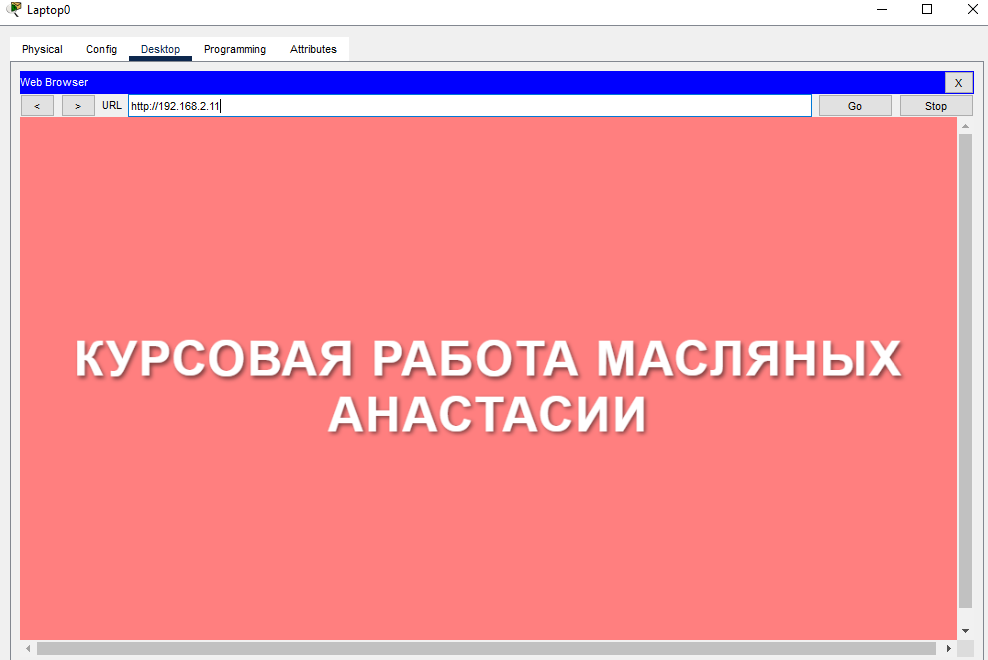 Laptop0
Physical Config Desktop Programming Attributes
Web Browser X
< > URL http://192.168.2.11 Go Stop
КУРСОВАЯ РАБОТА МАСЛЯНЫХ
АНАСТАСИИ